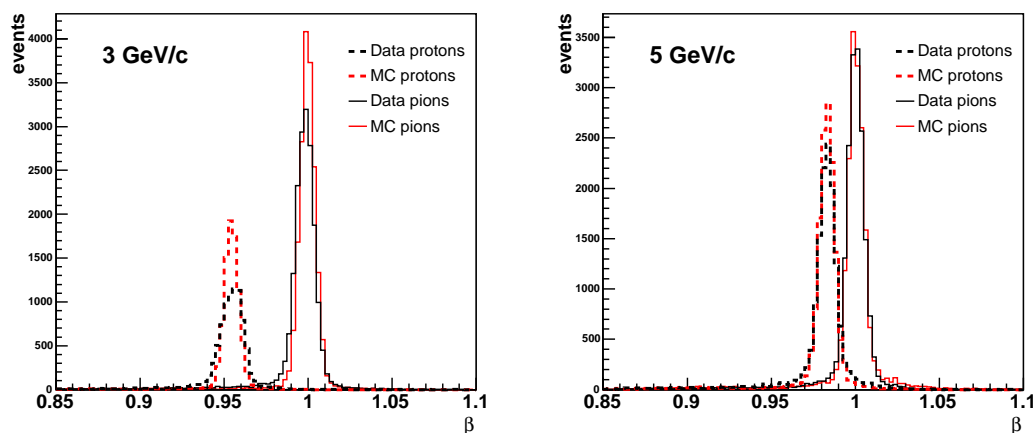 events
3 GeV/c
Data protons
MC protons
Data pions
MC pions
4000
3500
3000
2500
2000
1500
1000
500
0
0.85
0.9
0.95
1
1.05
1.1
β
events
5 GeV/c
Data protons
MC protons
Data pions
MC pions
3500
3000
2500
2000
1500
1000
500
0
0.85
0.9
0.95
1
1.05
1.1
β